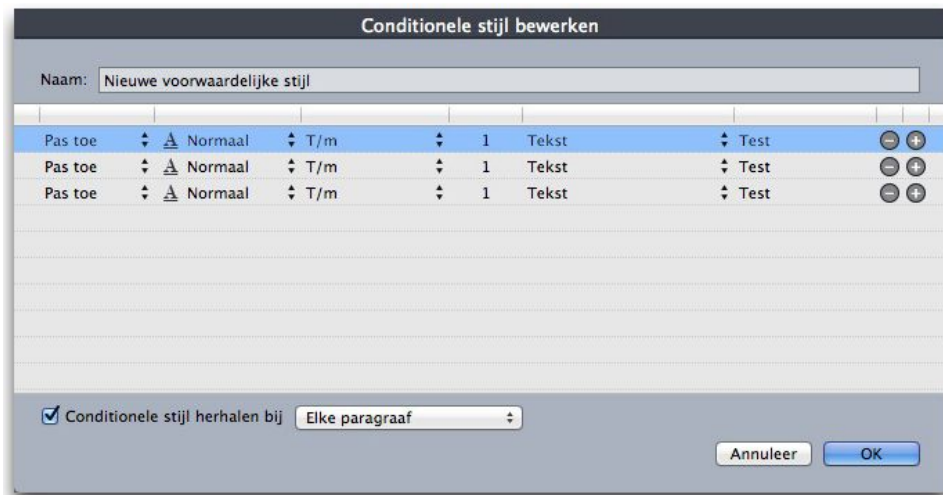 Conditionele stijl bewerken
Naam: Nieuwe voorwaardelijke stijl
Pas toe A Normaal T/m 1 Tekst Test
Pas toe A Normaal T/m 1 Tekst Test
Pas toe A Normaal T/m 1 Tekst Test
Conditionele stijl herhalen bij Elke paragraaf
Annuleer OK